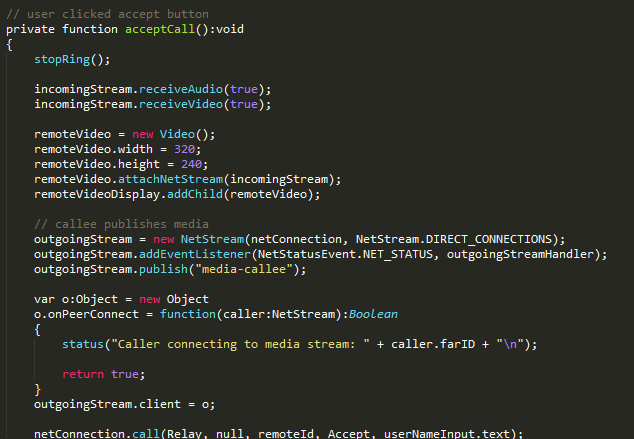 // user clicked accept button
private function acceptCall():void
{
stopRing();
incomingStream.receiveAudio(true);
incomingStream.receiveVideo(true);
remoteVideo = new Video();
remoteVideo.width = 320;
remoteVideo.height = 240;
remoteVideo.attachNetStream(incomingStream);
remoteVideoDisplay.addChild(remoteVideo);
// callee publishes media
outgoingStream = new NetStream(netConnection, NetStream.DIRECT_CONNECTIONS);
outgoingStream.addEventListener(NetStatusEvent.NET_STATUS, outgoingStreamHandler);
outgoingStream.publish("media-callee");
var o:Object = new Object
o.onPeerConnect = function(caller:NetStream):Boolean
{
status("Caller connecting to media stream: " + caller.farID + "\n");
return true;
}
outgoingStream.client = o;
netConnection.call(Relay, null, remoteId, Accept, userNameInput.text);